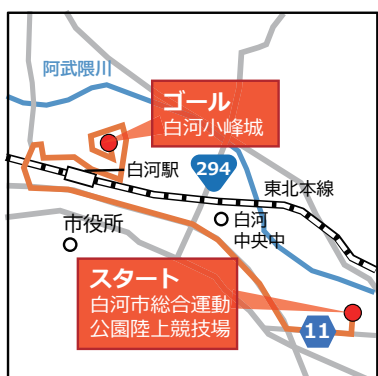 阿武隈川
ゴール
白河小峰城
白河駅
294
東北本線
市役所
白河
中央中
スタート
白河市総合運動
公園陸上競技場
11